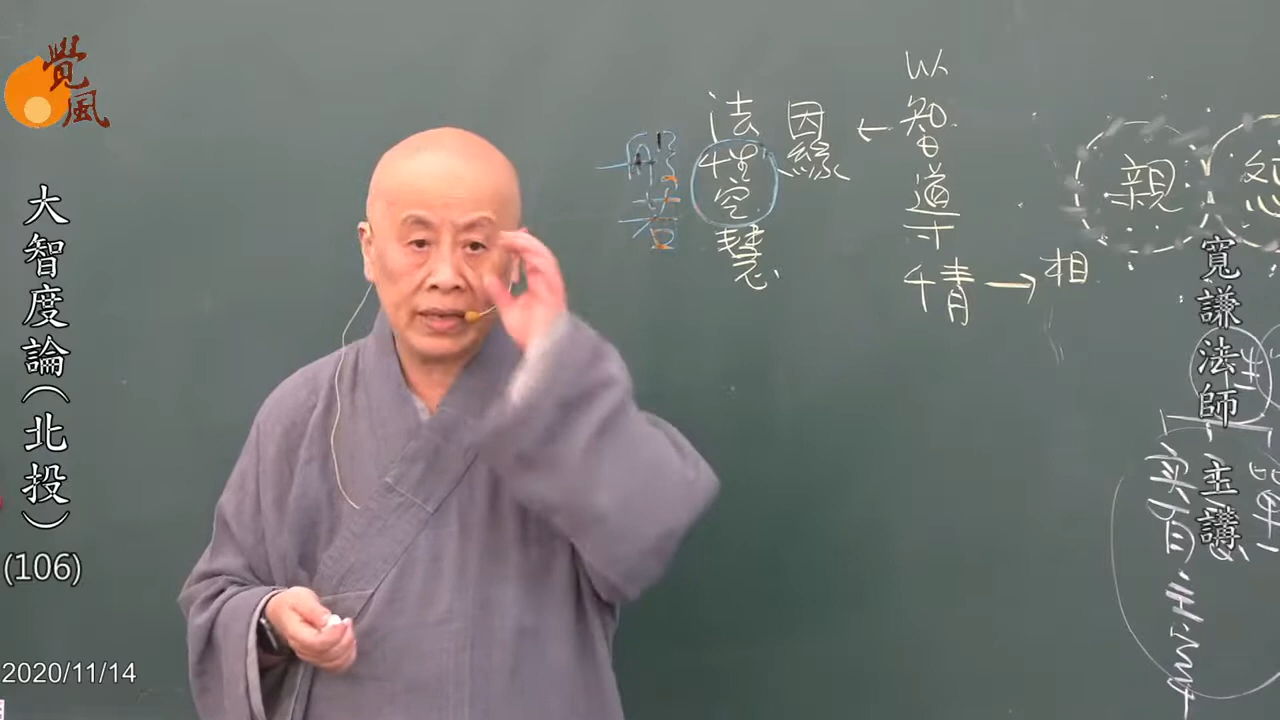 覺風
大智度論(北投)
(106)
2020/11/14
般若
法性空慧
因緣
←
以智導情→相
親
寬謙法師 主講